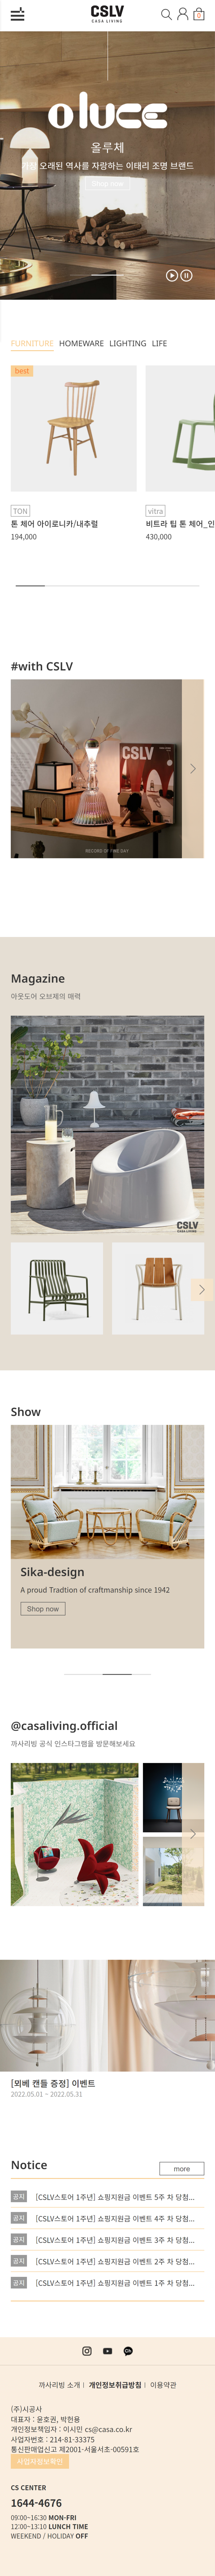 CSLV
CASA LIVING
0
oluce
올루체
가장 오래된 역사를 자랑하는 이태리 조명 브랜드
Shop now
FURNITURE HOMEWARE LIGHTING LIFE
best
TON
톤 체어 아이로니카/내추럴
194,000
vitra
비트라 팁 톤 체어_인
430,000
#with CSLV
CSLV
RECORD OF FINE DAY
Magazine
아웃도어 오브제의 매력
CSLV
CASA LIVING
Show
Sika-design
A proud Tradtion of craftmanship since 1942
Shop now
@casaliving.official
까사리빙 공식 인스타그램을 방문해보세요
[뫼베 캔들 증정] 이벤트
2022.05.01 ~ 2022.05.31
Notice
more
공지 [CSLV스토어 1주년] 쇼핑지원금 이벤트 5주 차 당첨...
공지 [CSLV스토어 1주년] 쇼핑지원금 이벤트 4주 차 당첨...
공지 [CSLV스토어 1주년] 쇼핑지원금 이벤트 3주 차 당첨...
공지 [CSLV스토어 1주년] 쇼핑지원금 이벤트 2주 차 당첨...
공지 [CSLV스토어 1주년] 쇼핑지원금 이벤트 1주 차 당첨...
까사리빙 소개 | 개인정보취급방침 | 이용약관
(주)시공사
대표자 : 윤호권, 박헌용
개인정보책임자 : 이시민 cs@casa.co.kr
사업자번호 : 214-81-33375
통신판매업신고 제2001-서울서초-00591호
사업자정보확인
CS CENTER
1644-4676
09:00~16:30 MON-FRI
12:00~13:10 LUNCH TIME
WEEKEND / HOLIDAY OFF